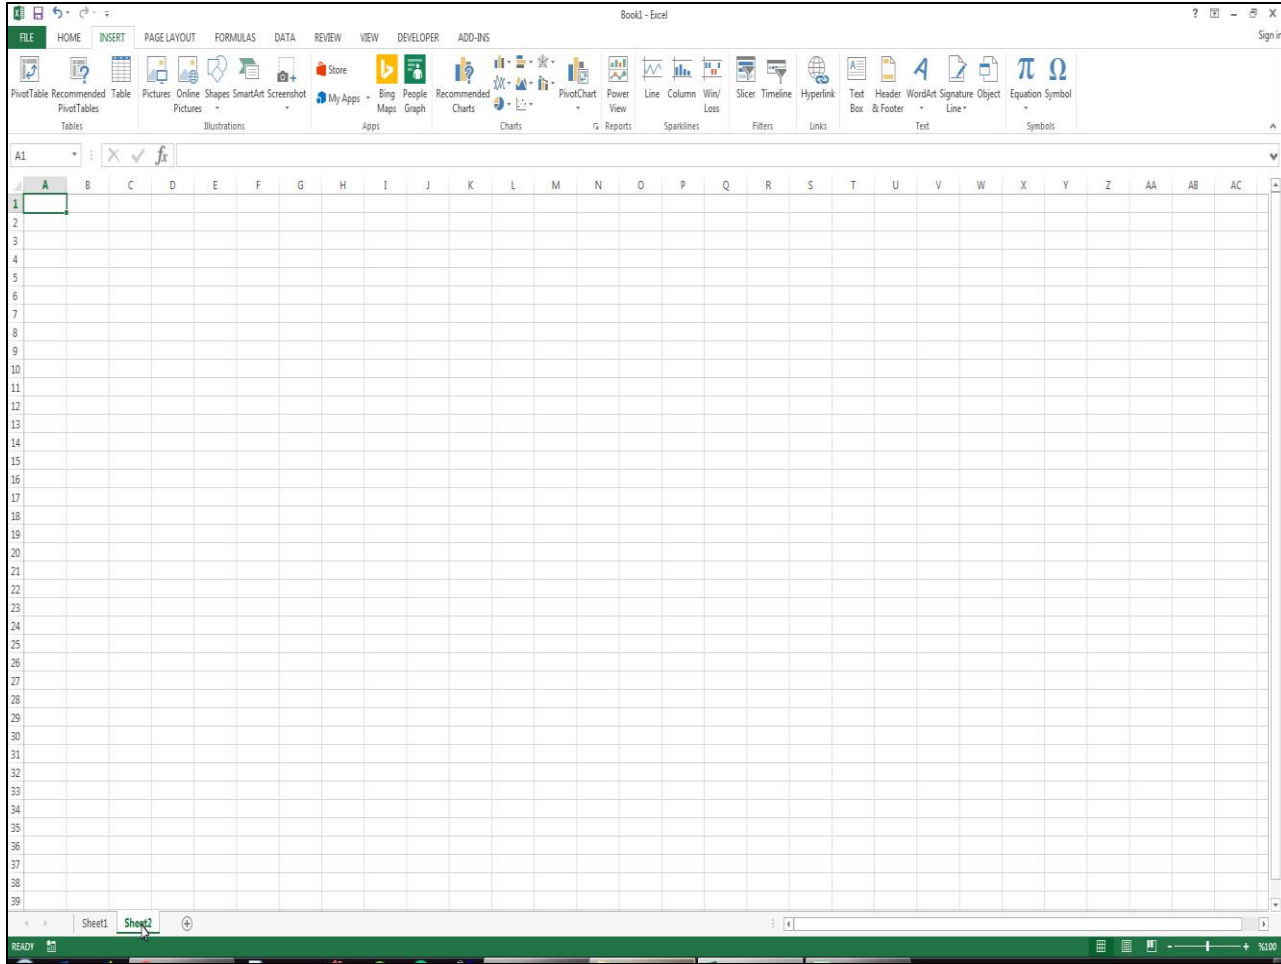 Book1 - Excel
Sign in
FILE HOME INSERT PAGE LAYOUT FORMULAS DATA REVIEW VIEW DEVELOPER ADD-INS
PivotTable Recommended PivotTables Table
Pictures Online Pictures Shapes SmartArt Screenshot
Store
My Apps
Bing Maps People Graph
Recommended Charts
PivotChart
Power View
Line Column Win/Loss
Slicer Timeline
Hyperlink
Text Box Header & Footer WordArt Signature Line Object
Equation Symbol
Tables Illustrations Apps Charts Reports Sparklines Filters Links Text Symbols
A1 fx
A B C D E F G H I J K L M N O P Q R S T U V W X Y Z AA AB AC
1
2
3
4
5
6
7
8
9
10
11
12
13
14
15
16
17
18
19
20
21
22
23
24
25
26
27
28
29
30
31
32
33
34
35
36
37
38
39
Sheet1 Sheet2
READY
%100